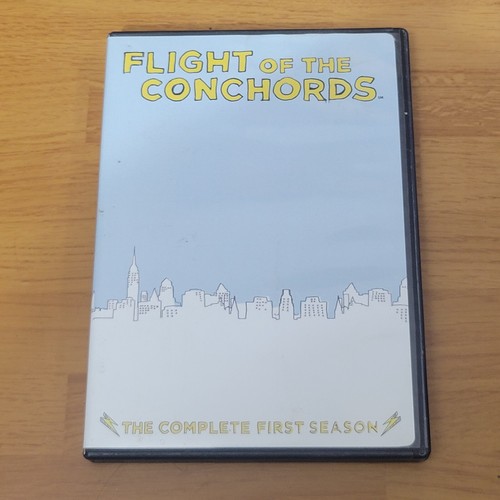 FLIGHT OF THE
CONCHORDS
THE COMPLETE FIRST SEASON